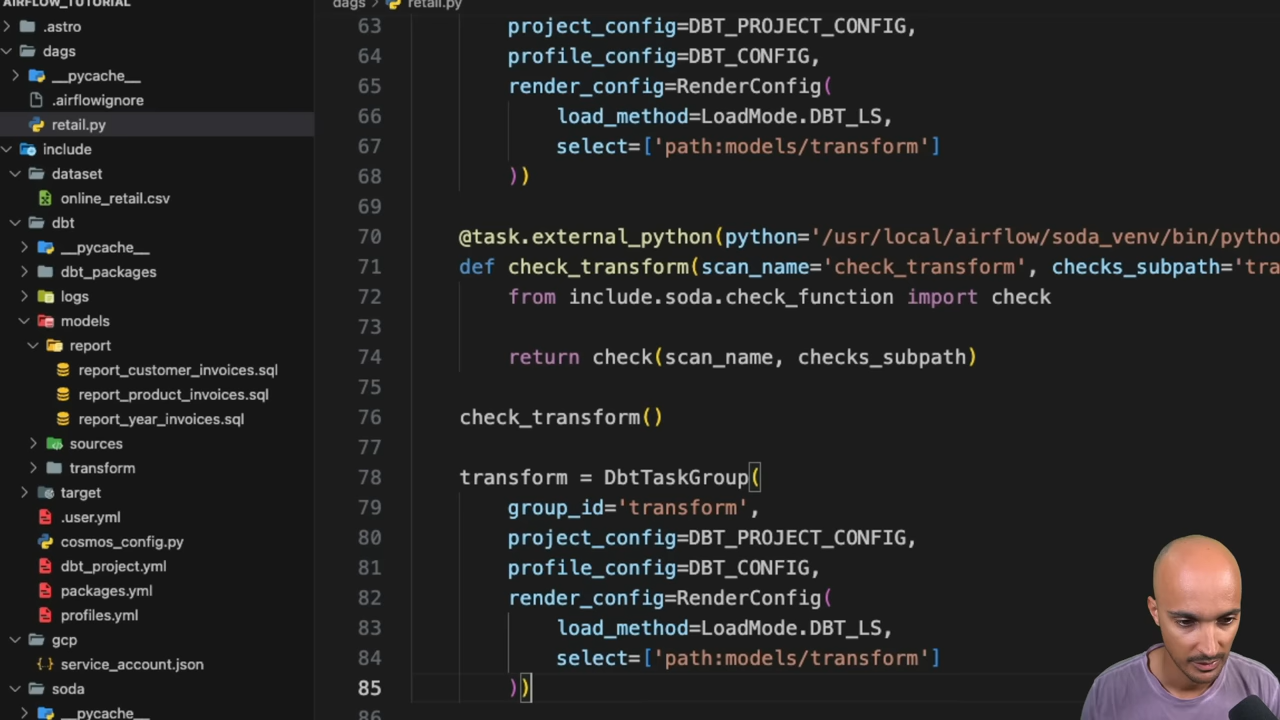 AIRFLOW_TUTORIAL
.astro
dags
__pycache__
.airflowignore
retail.py
include
dataset
online_retail.csv
dbt
__pycache__
dbt_packages
logs
models
report
report_customer_invoices.sql
report_product_invoices.sql
report_year_invoices.sql
sources
transform
target
.user.yml
cosmos_config.py
dbt_project.yml
packages.yml
profiles.yml
gcp
service_account.json
soda
__pycache__
dags > retail.py
63 project_config=DBT_PROJECT_CONFIG,
64 profile_config=DBT_CONFIG,
65 render_config=RenderConfig(
66 load_method=LoadMode.DBT_LS,
67 select=['path:models/transform']
68 ))
69
70 @task.external_python(python='/usr/local/airflow/soda_venv/bin/pytho
71 def check_transform(scan_name='check_transform', checks_subpath='tra
72 from include.soda.check_function import check
73
74 return check(scan_name, checks_subpath)
75
76 check_transform()
77
78 transform = DbtTaskGroup(
79 group_id='transform',
80 project_config=DBT_PROJECT_CONFIG,
81 profile_config=DBT_CONFIG,
82 render_config=RenderConfig(
83 load_method=LoadMode.DBT_LS,
84 select=['path:models/transform']
85 ))
86